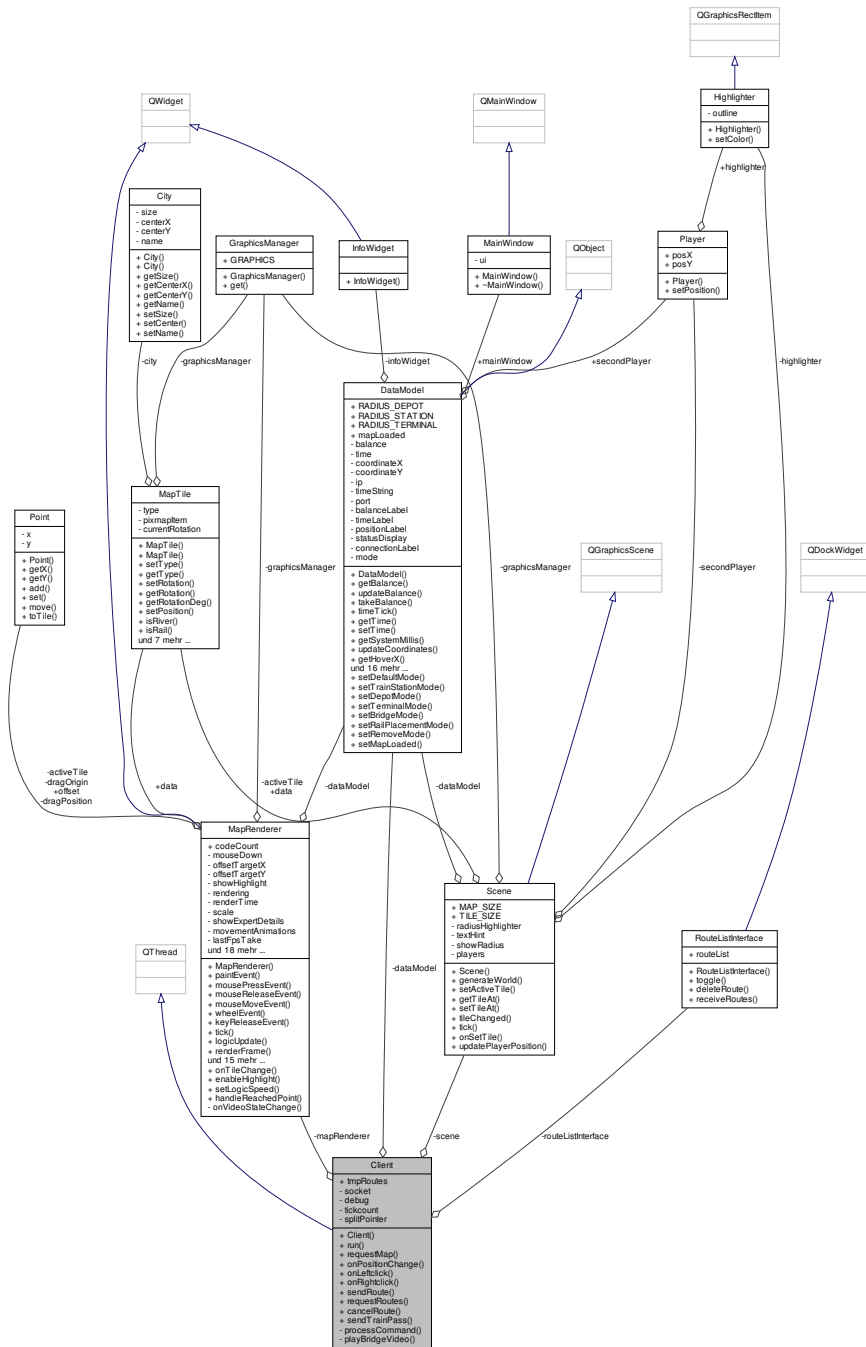 QGraphicsRectItem
Highlighter
- outline
+ Highlighter()
+ setColor()
QWidget
QMainWindow
+highlighter
City
- size
- centerX
- centerY
- name
+ City()
+ City()
+ getSize()
+ getCenterX()
+ getCenterY()
+ getName()
+ setSize()
+ setCenter()
+ setName()
GraphicsManager
+ GRAPHICS
+ GraphicsManager()
+ get()
InfoWidget
+ InfoWidget()
MainWindow
- ui
+ MainWindow()
+ ~MainWindow()
QObject
Player
+ posX
+ posY
+ Player()
+ setPosition()
-city
-graphicsManager
-infoWidget
+mainWindow
+secondPlayer
-highlighter
DataModel
+ RADIUS_DEPOT
+ RADIUS_STATION
+ RADIUS_TERMINAL
+ mapLoaded
- balance
- time
- coordinateX
- coordinateY
- ip
- timeString
- port
- balanceLabel
- timeLabel
- positionLabel
- statusDisplay
- connectionLabel
- mode
+ DataModel()
+ getBalance()
+ updateBalance()
+ takeBalance()
+ timeTick()
+ getTime()
+ setTime()
+ getSystemMillis()
+ updateCoordinates()
+ getHoverX()
und 16 mehr ...
+ setDefaultMode()
+ setTrainStationMode()
+ setDepotMode()
+ setTerminalMode()
+ setBridgeMode()
+ setRailPlacementMode()
+ setRemoveMode()
+ setMapLoaded()
Point
- x
- y
+ Point()
+ getX()
+ getY()
+ add()
+ set()
+ move()
+ toTile()
MapTile
- type
- pixmapItem
- currentRotation
+ MapTile()
+ MapTile()
+ setType()
+ getType()
+ setRotation()
+ getRotation()
+ getRotationDeg()
+ setPosition()
+ isRiver()
+ isRail()
und 7 mehr ...
-graphicsManager
-graphicsManager
QGraphicsScene
-secondPlayer
QDockWidget
-activeTile
-dragOrigin
+offset
-dragPosition
+data
-activeTile
+data
-dataModel
-dataModel
MapRenderer
+ codeCount
- mouseDown
- offsetTargetX
- offsetTargetY
- showHighlight
- rendering
- renderTime
- scale
- showExpertDetails
- movementAnimations
- lastFpsTake
und 18 mehr ...
+ MapRenderer()
+ paintEvent()
+ mousePressEvent()
+ mouseReleaseEvent()
+ mouseMoveEvent()
+ wheelEvent()
+ keyReleaseEvent()
+ tick()
+ logicUpdate()
+ renderFrame()
und 15 mehr ...
+ onTileChange()
+ enableHighlight()
+ setLogicSpeed()
+ handleReachedPoint()
- onVideoStateChange()
Scene
+ MAP_SIZE
+ TILE_SIZE
- radiusHighlighter
- textHint
- showRadius
- players
+ Scene()
+ generateWorld()
+ setActiveTile()
+ getTileAt()
+ setTileAt()
+ tileChanged()
+ tick()
+ onSetTile()
+ updatePlayerPosition()
RouteListInterface
+ routeList
+ RouteListInterface()
+ toggle()
+ deleteRoute()
+ receiveRoutes()
QThread
-dataModel
-mapRenderer
-scene
-routeListInterface
Client
+ tmpRoutes
- socket
- debug
- tickcount
- splitPointer
+ Client()
+ run()
+ requestMap()
+ onPositionChange()
+ onLeftclick()
+ onRightclick()
+ sendRoute()
+ requestRoutes()
+ cancelRoute()
+ sendTrainPass()
- processCommand()
- playBridgeVideo()